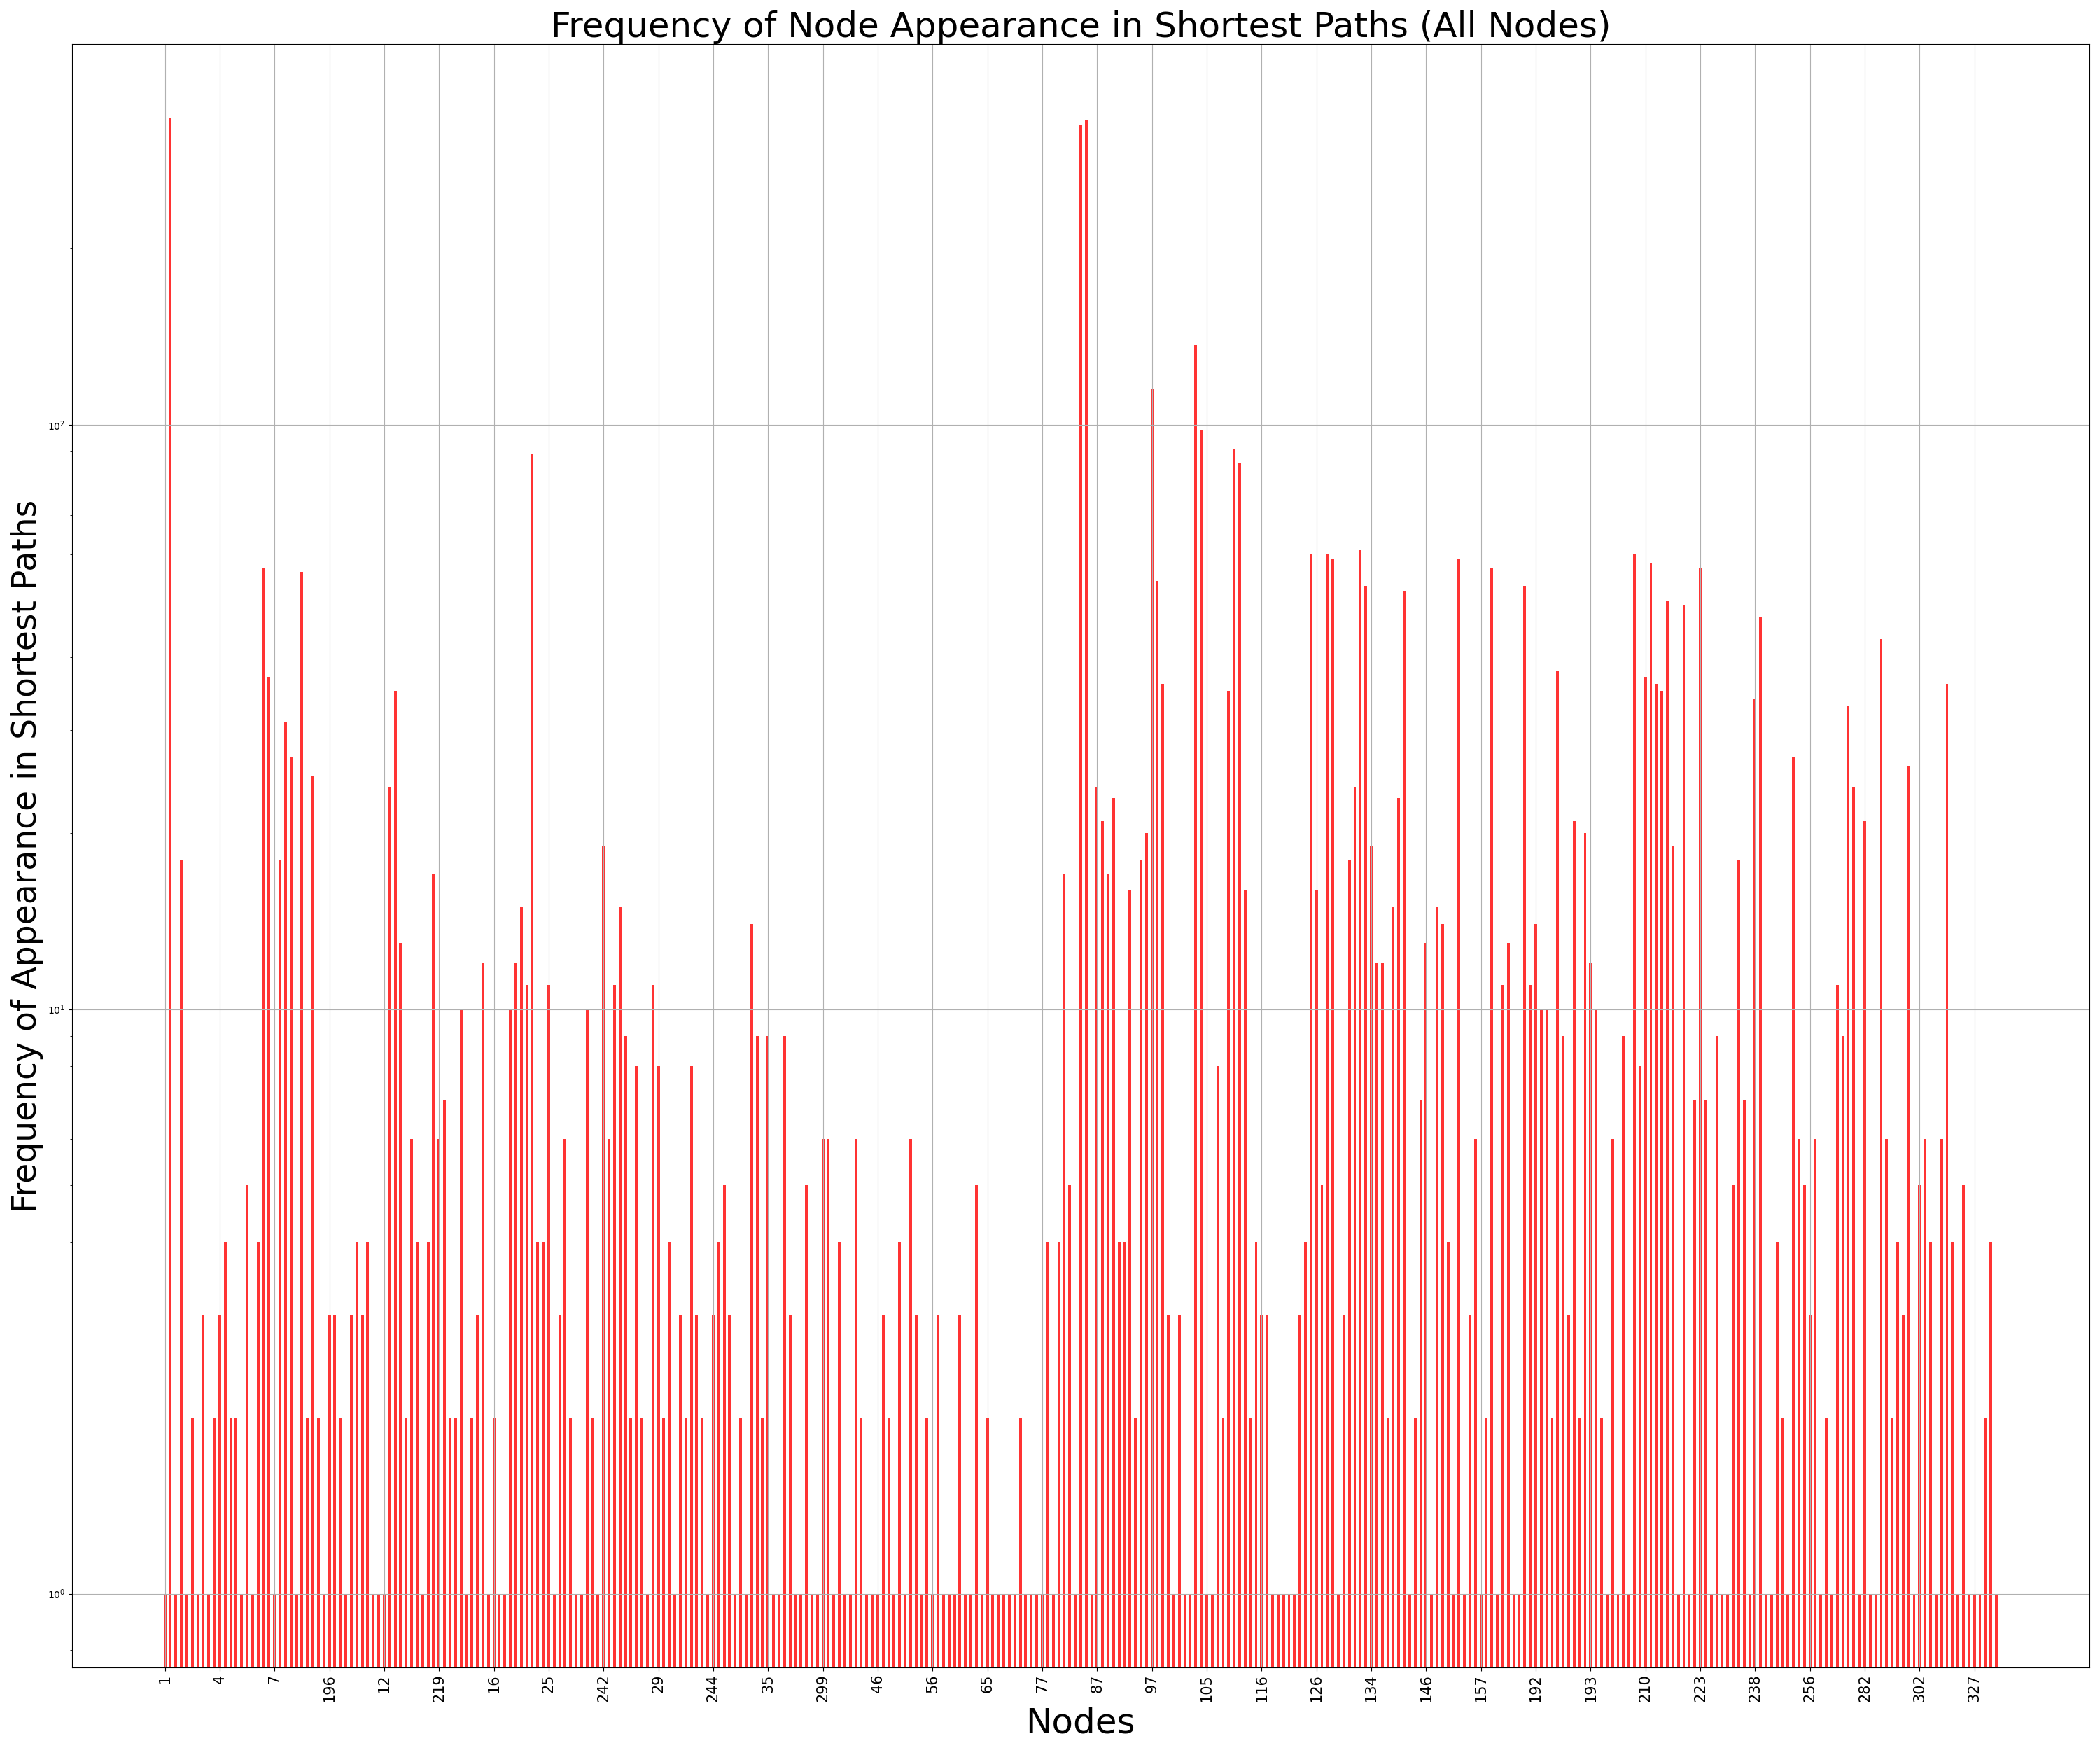 Frequency of Node Appearance in Shortest Paths (All Nodes)
Frequency of Appearance in Shortest Paths
10²
10¹
10⁰
1 4 7 196 12 219 16 25 242 29 244 35 299 46 56 65 77 87 97 105 116 126 134 146 157 192 193 210 223 238 256 282 302 327
Nodes